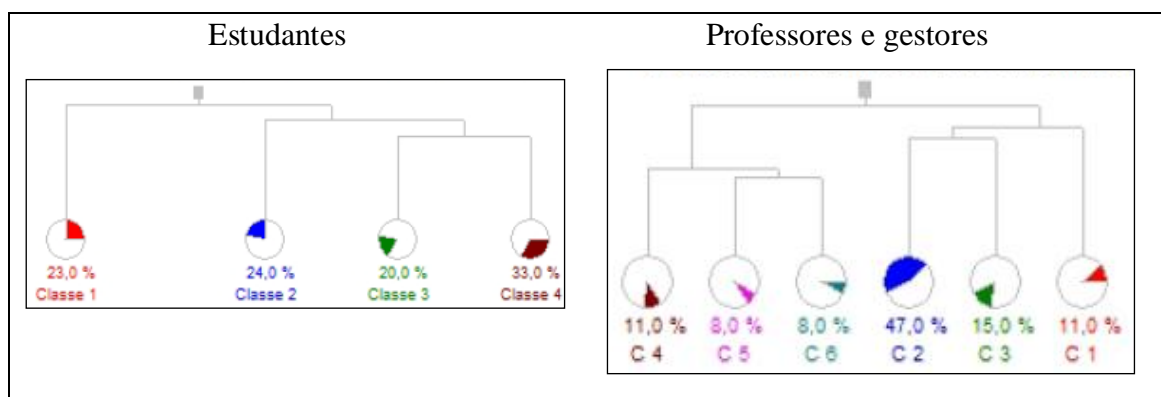 Estudantes
Professores e gestores
23,0 %
24,0 %
20,0 %
33,0 %
Classe 1
Classe 2
Classe 3
Classe 4
11,0 %
8,0 %
8,0 %
47,0 %
15,0 %
11,0 %
C 4
C 5
C 6
C 2
C 3
C 1